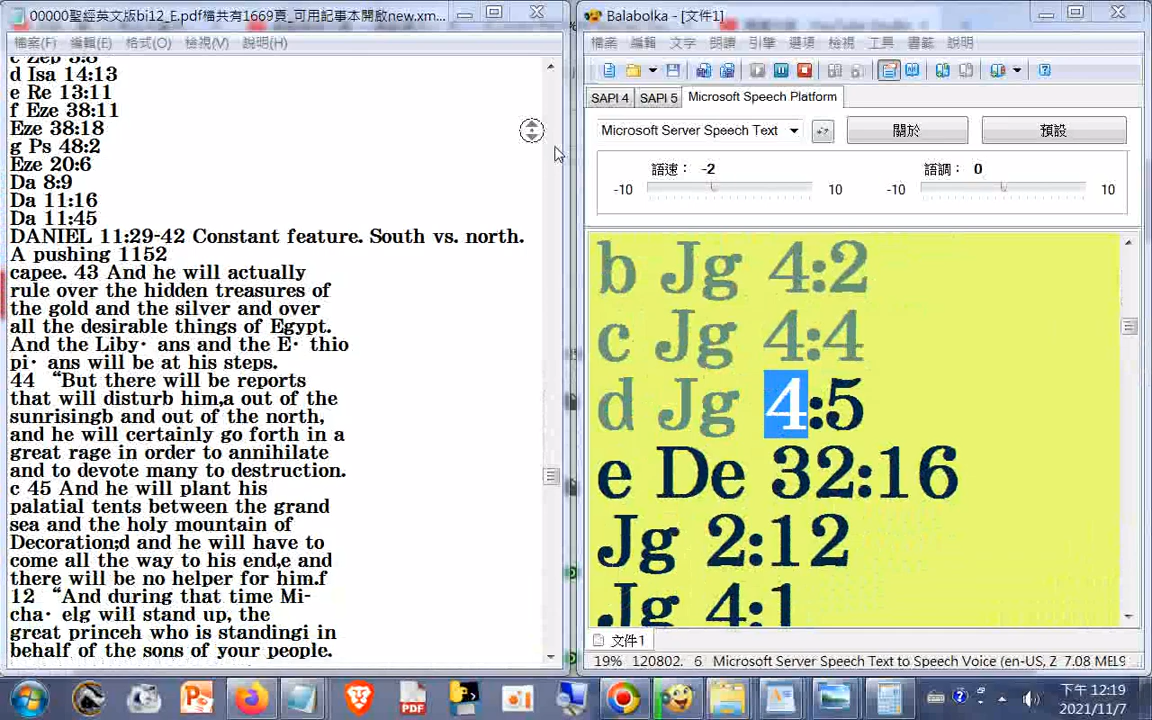 00000聖經英文版bi12_E.pdf檔共有1669頁_可用記事本開啟new.xm...
檔案(F) 編輯(E) 格式(O) 檢視(V) 說明(H)
d Isa 14:13
e Re 13:11
f Eze 38:11
Eze 38:18
g Ps 48:2
Eze 20:6
Da 8:9
Da 11:16
Da 11:45
DANIEL 11:29-42 Constant feature. South vs. north.
A pushing 1152
capee. 43 And he will actually
rule over the hidden treasures of
the gold and the silver and over
all the desirable things of Egypt.
And the Liby· ans and the E· thio
pi· ans will be at his steps.
44 “But there will be reports
that will disturb him,a out of the
sunrisingb and out of the north,
and he will certainly go forth in a
great rage in order to annihilate
and to devote many to destruction.
c 45 And he will plant his
palatial tents between the grand
sea and the holy mountain of
Decoration;d and he will have to
come all the way to his end,e and
there will be no helper for him.f
12 “And during that time Mi-
cha· elg will stand up, the
great princeh who is standingi in
behalf of the sons of your people.
Balabolka - [文件1]
檔案 編輯 文字 朗讀 引擎 選項 檢視 工具 書籤 說明
SAPI 4 SAPI 5 Microsoft Speech Platform
Microsoft Server Speech Text 關於 預設
語速： -2 語調： 0
-10 10 -10 10
b Jg 4:2
c Jg 4:4
d Jg 4:5
e De 32:16
Jg 2:12
Jg 4:1
文件1
19% 120802. 6 Microsoft Server Speech Text to Speech Voice (en-US, Z 7.08 ME
PDF
下午 12:19
2021/11/7